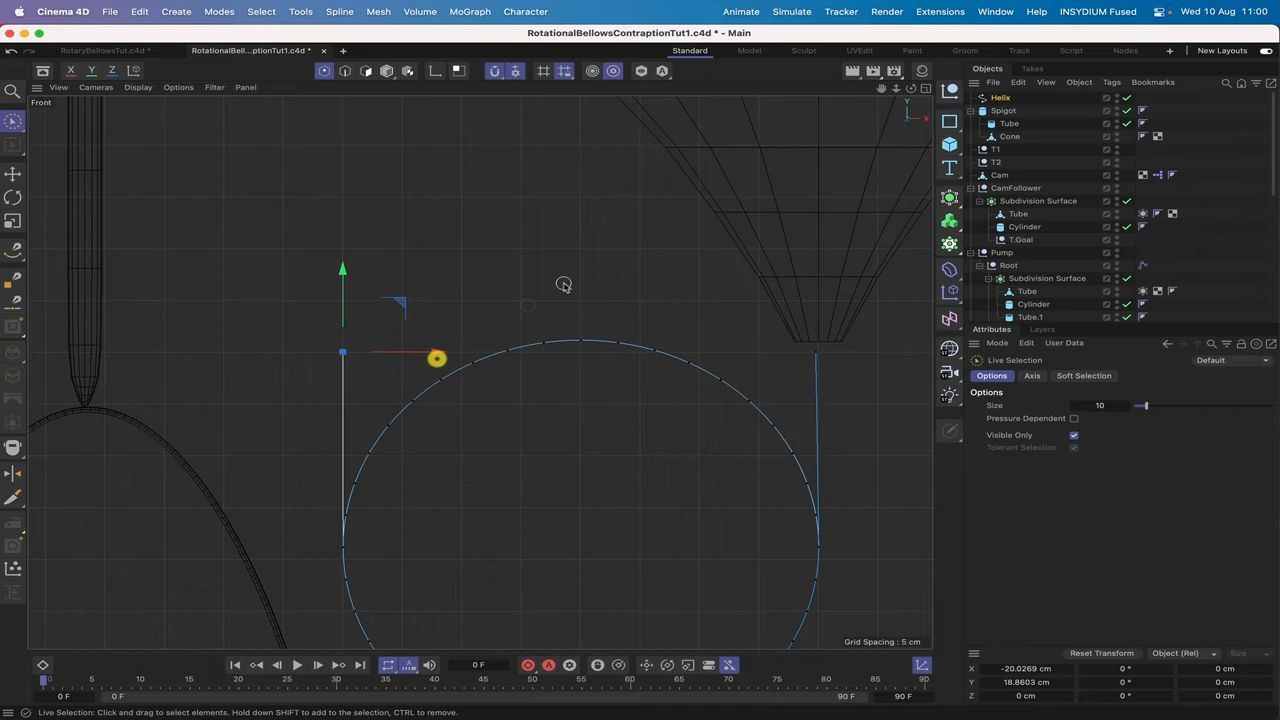 Cinema 4D File Edit Create Modes Select Tools Spline Mesh Volume MoGraph Character Animate Simulate Tracker Render Extensions Window Help INSYDIUM Fused Wed 10 Aug 11:00
RotationalBellowsContraptionTut1.c4d * - Main
RotaryBellowsTut.c4d * RotationalBell...ptionTut1.c4d * Standard Model Sculpt UVEdit Paint Groom Track Script Nodes New Layouts
X Y Z
Objects Takes
View Cameras Display Options Filter Panel
File Edit View Object Tags Bookmarks
Front
Y
X
Helix
Spigot
Tube
Cone
T1
T2
Cam
CamFollower
Subdivision Surface
Tube
Cylinder
T.Goal
Pump
Root
Subdivision Surface
Tube
Cylinder
Tube.1
Attributes Layers
Mode Edit User Data
Live Selection Default
Options Axis Soft Selection
Options
Size 10
Pressure Dependent
Visible Only
Tolerant Selection
Grid Spacing : 5 cm
Reset Transform Object (Rel) Size
X -20.0269 cm 0 ° 0 cm
Y 18.8603 cm 0 ° 0 cm
Z 0 cm 0 ° 0 cm
0 F
0 5 10 15 20 25 30 35 40 45 50 55 60 65 70 75 80 85 90
0 F 0 F 90 F 90 F
Live Selection: Click and drag to select elements. Hold down SHIFT to add to the selection, CTRL to remove.